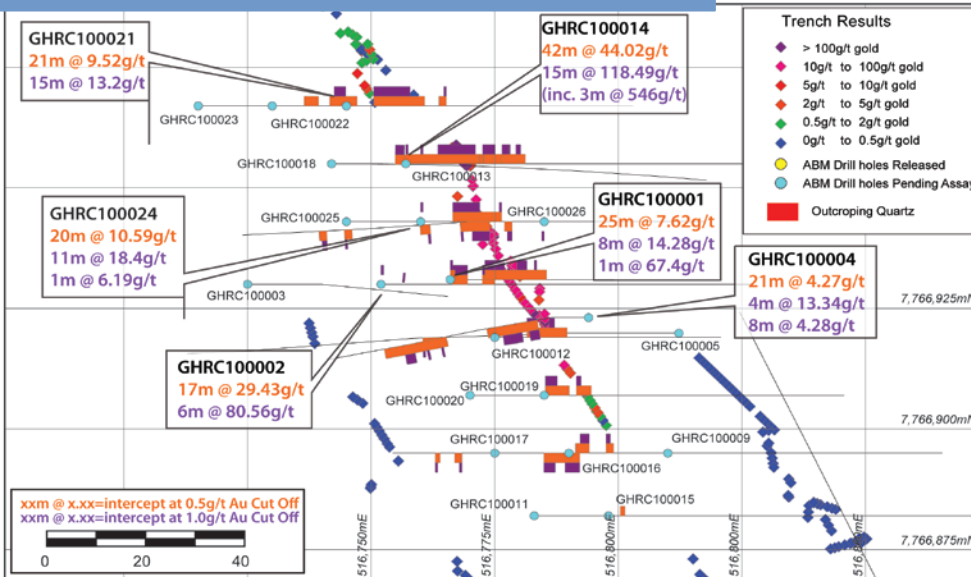 GHRC100021
21m @ 9.52g/t
15m @ 13.2g/t
GHRC100014
42m @ 44.02g/t
15m @ 118.49g/t
(inc. 3m @ 546g/t)
Trench Results
> 100g/t gold
10g/t to 100g/t gold
5g/t to 10g/t gold
2g/t to 5g/t gold
0.5g/t to 2g/t gold
0g/t to 0.5g/t gold
ABM Drill holes Released
ABM Drill holes Pending Assay
Outcroping Quartz
GHRC100023
GHRC100022
GHRC100018
GHRC100013
GHRC100024
20m @ 10.59g/t
11m @ 18.4g/t
1m @ 6.19g/t
GHRC100025
GHRC100026
GHRC100001
25m @ 7.62g/t
8m @ 14.28g/t
1m @ 67.4g/t
GHRC100004
21m @ 4.27g/t
4m @ 13.34g/t
8m @ 4.28g/t
GHRC100003
7,766,925mN
GHRC100002
17m @ 29.43g/t
6m @ 80.56g/t
GHRC100005
GHRC100012
GHRC100019
GHRC100020
7,766,900mN
GHRC100017
GHRC100009
GHRC100016
GHRC100011
GHRC100015
xxm @ x.xx=intercept at 0.5g/t Au Cut Off
xxm @ x.xx=intercept at 1.0g/t Au Cut Off
0 20 40
516,750mE
516,775mE
516,800mE
516,800mE
7,766,875mN